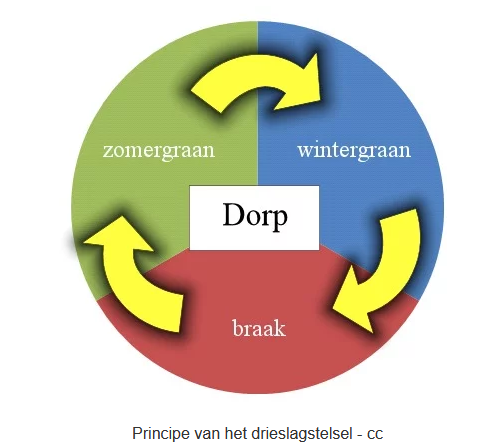 zomergraan
wintergraan
Dorp
braak
Principe van het drieslagstelsel - cc